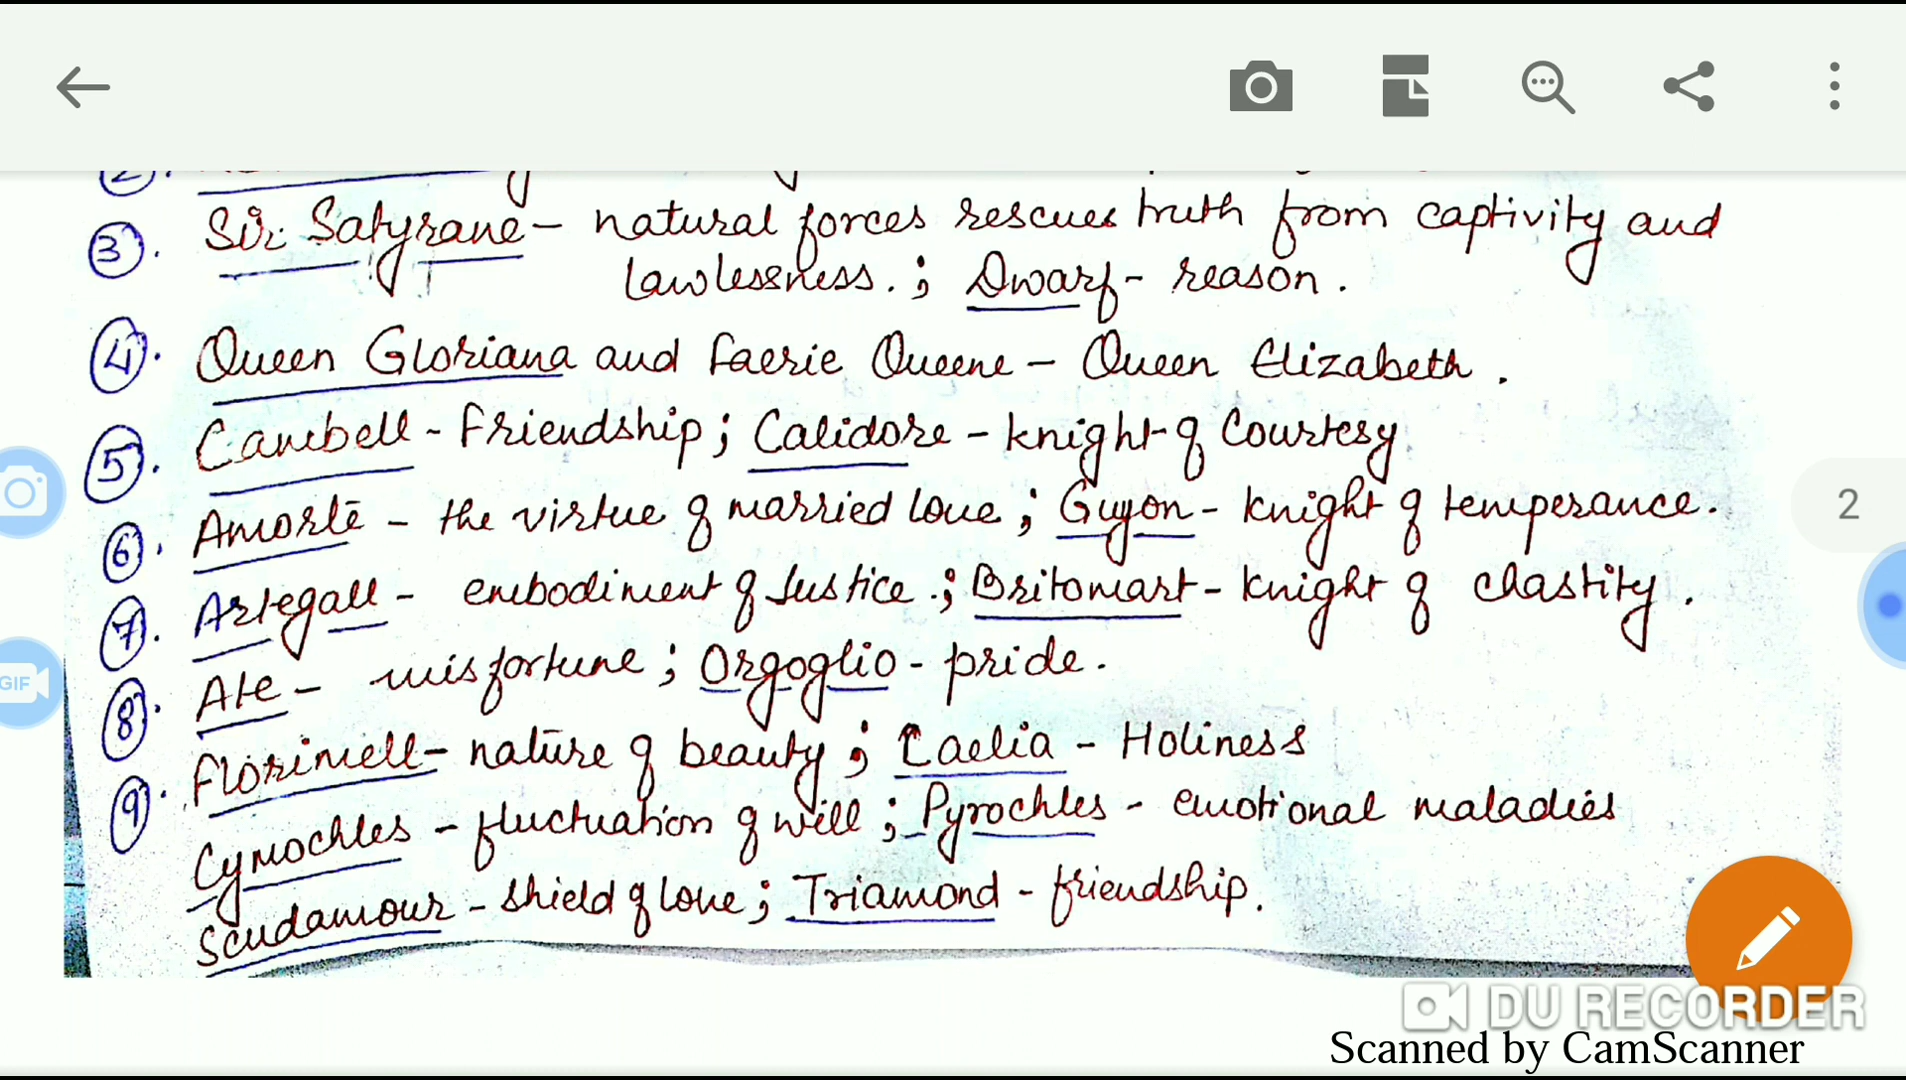 3. Sir Satyrane - natural forces rescues truth from captivity and
lawlessness. ; Dwarf - reason.
4. Queen Gloriana and Faerie Queene - Queen Elizabeth.
5. Cambell - Friendship; Calidore - knight of Courtesy
6. Amorte - the virtue of married love; Guyon - knight of temperance.
7. Artegall - embodiment of Justice.; Britomart - knight of chastity.
8. Ate - misfortune; Orgoglio - pride.
9. Florimell - nature of beauty; Caelia - Holiness
Cymochles - fluctuation of will; Pyrochles - emotional maladies
Scudamour - shield of love; Triamond - friendship.
2
GIF
DU RECORDER
Scanned by CamScanner